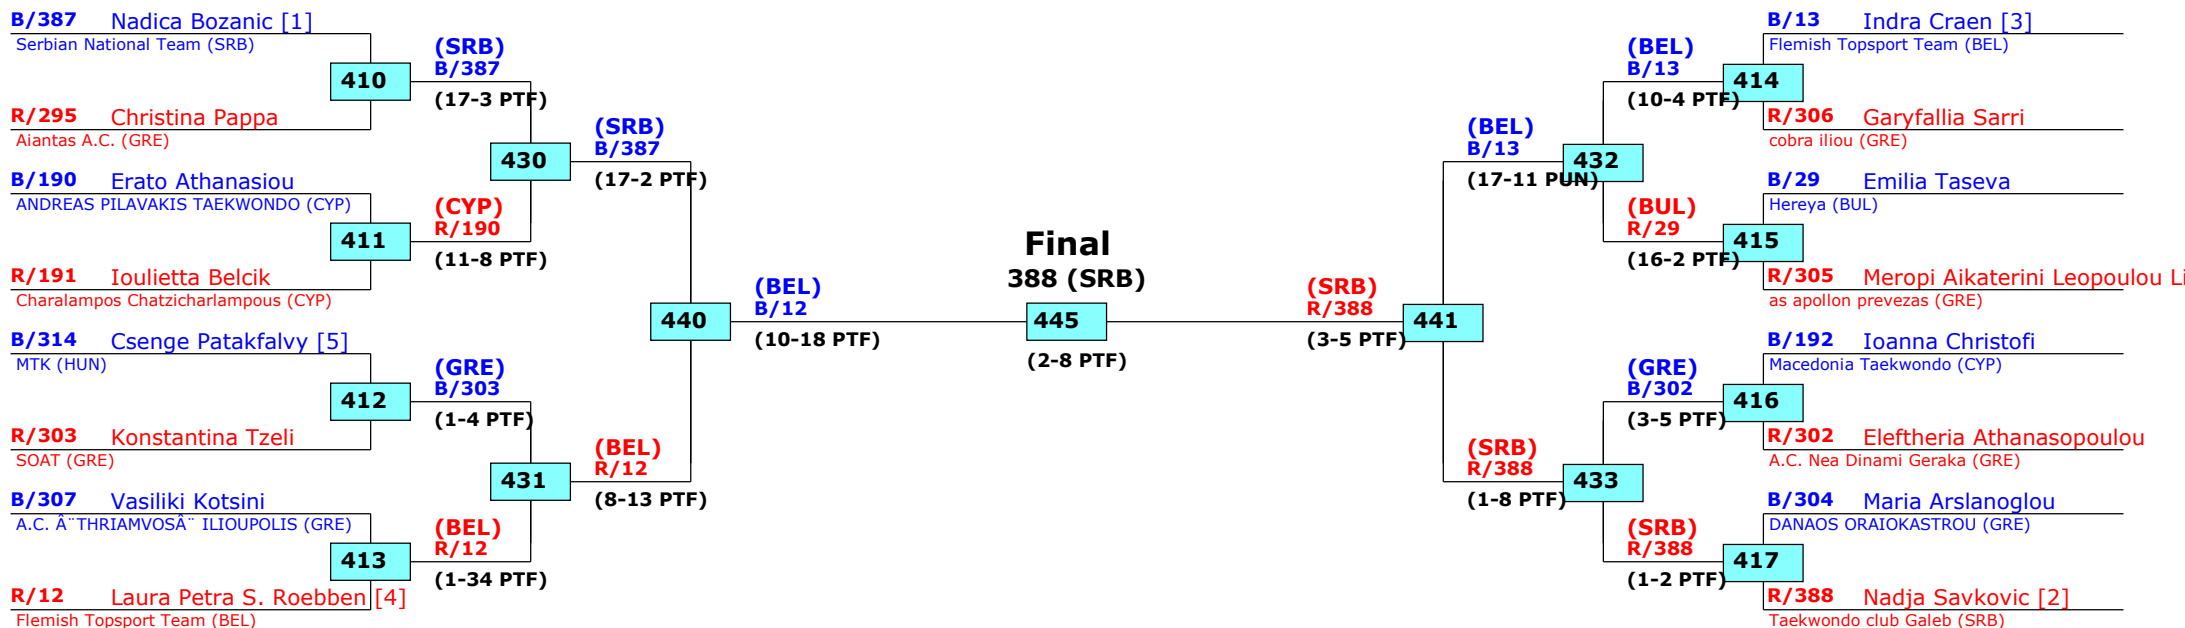 B/387 Nadica Bozanic [1]
Serbian National Team (SRB)
410
R/295 Christina Pappa
Aiantas A.C. (GRE)
B/190 Erato Athanasiou
ANDREAS PILAVAKIS TAEKWONDO (CYP)
411
R/191 Ioulietta Belcik
Charalampos Chatzicharlampous (CYP)
B/314 Csenge Patakfalvy [5]
MTK (HUN)
412
R/303 Konstantina Tzeli
SOAT (GRE)
B/307 Vasiliki Kotsini
A.C. Â¨THRIAMVOSÂ¨ ILIOUPOLIS (GRE)
413
R/12 Laura Petra S. Roebben [4]
Flemish Topsport Team (BEL)
(SRB)
B/387
(17-3 PTF)
430
(CYP)
R/190
(11-8 PTF)
(GRE)
B/303
(1-4 PTF)
431
(BEL)
R/12
(1-34 PTF)
(SRB)
B/387
(17-2 PTF)
440
(BEL)
R/12
(8-13 PTF)
(BEL)
B/12
(10-18 PTF)
Final
388 (SRB)
445
(2-8 PTF)
(SRB)
R/388
(3-5 PTF)
441
(BEL)
B/13
(17-11 PUN)
432
(SRB)
R/388
(1-8 PTF)
433
(BEL)
B/13
(10-4 PTF)
414
(BUL)
R/29
(16-2 PTF)
415
(GRE)
B/302
(3-5 PTF)
416
(SRB)
R/388
(1-2 PTF)
417
B/13 Indra Craen [3]
Flemish Topsport Team (BEL)
R/306 Garyfallia Sarri
cobra iliou (GRE)
B/29 Emilia Taseva
Hereya (BUL)
R/305 Meropi Aikaterini Leopoulou Li
as apollon prevezas (GRE)
B/192 Ioanna Christofi
Macedonia Taekwondo (CYP)
R/302 Eleftheria Athanasopoulou
A.C. Nea Dinami Geraka (GRE)
B/304 Maria Arslanoglou
DANAOS ORAIOKASTROU (GRE)
R/388 Nadja Savkovic [2]
Taekwondo club Galeb (SRB)